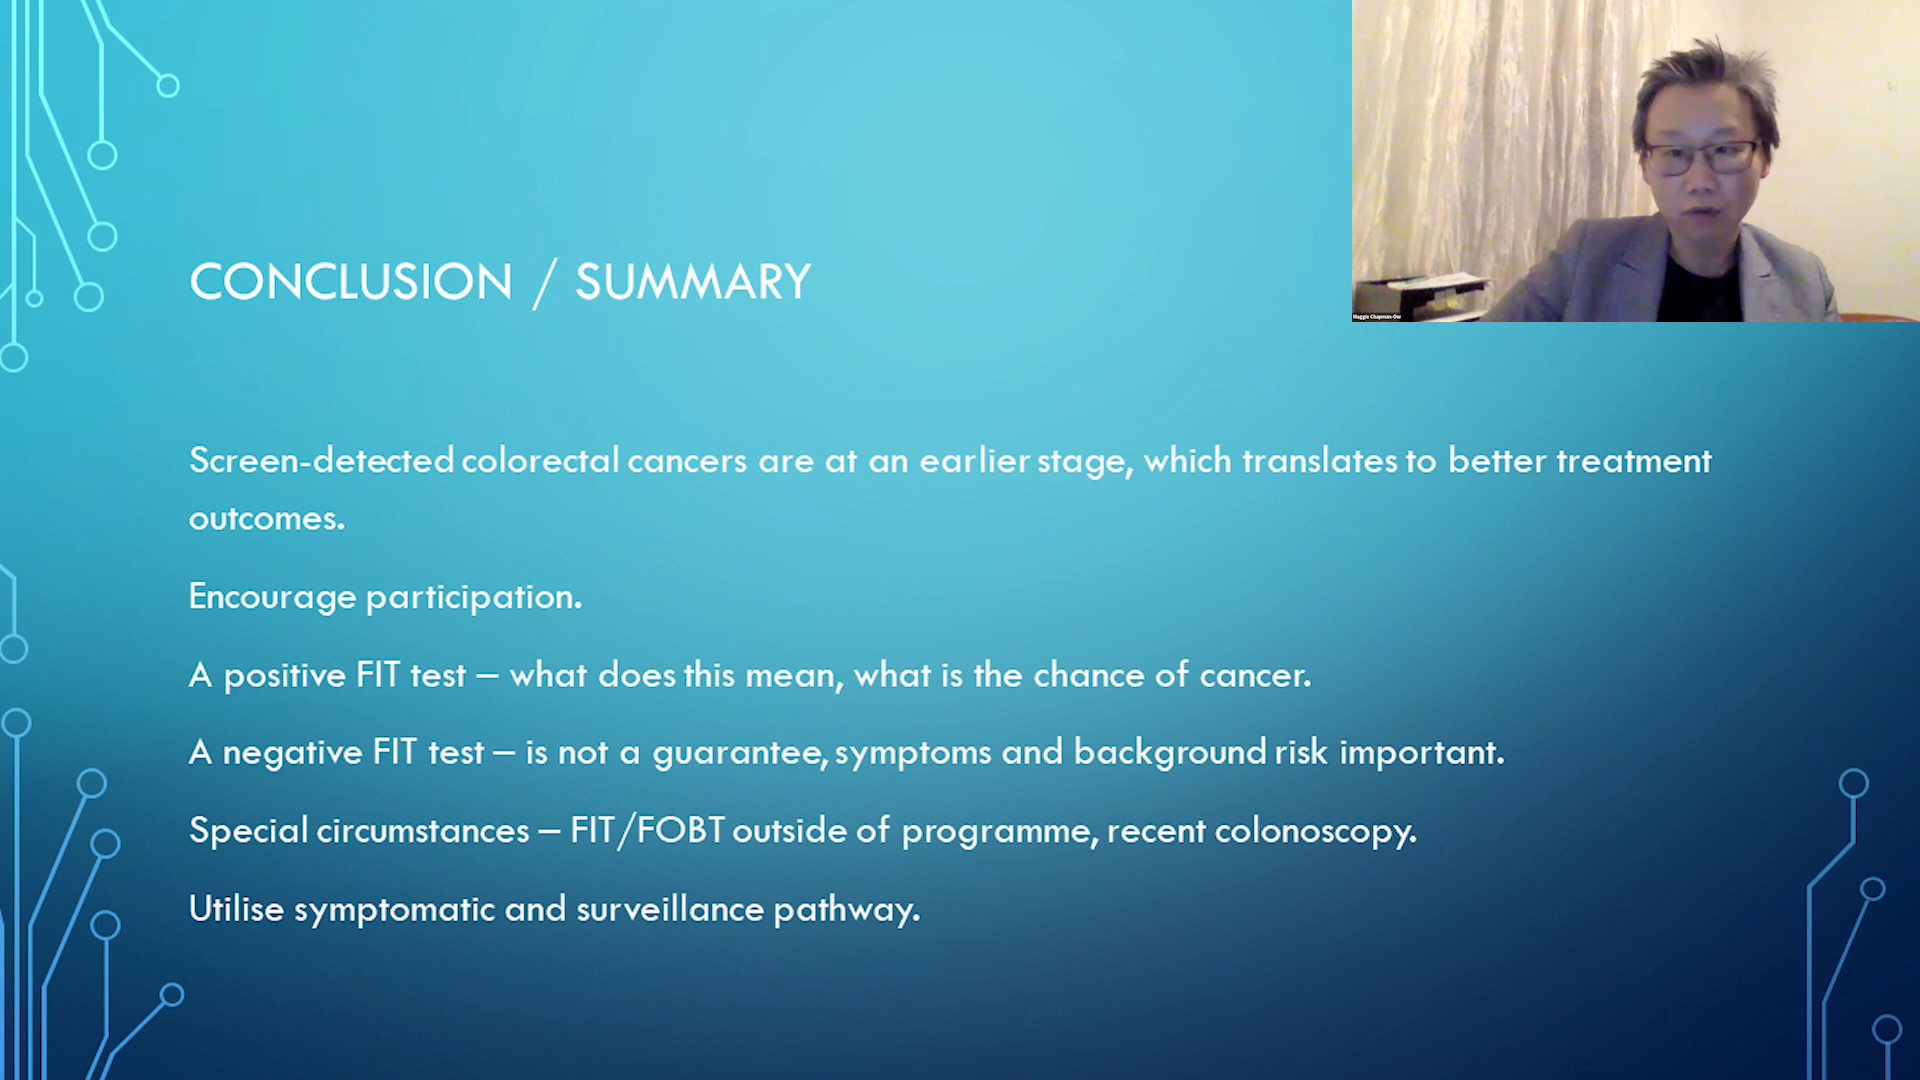 Maggie Chapman-Ow
CONCLUSION / SUMMARY
Screen-detected colorectal cancers are at an earlier stage, which translates to better treatment
outcomes.
Encourage participation.
A positive FIT test – what does this mean, what is the chance of cancer.
A negative FIT test – is not a guarantee, symptoms and background risk important.
Special circumstances – FIT/FOBT outside of programme, recent colonoscopy.
Utilise symptomatic and surveillance pathway.